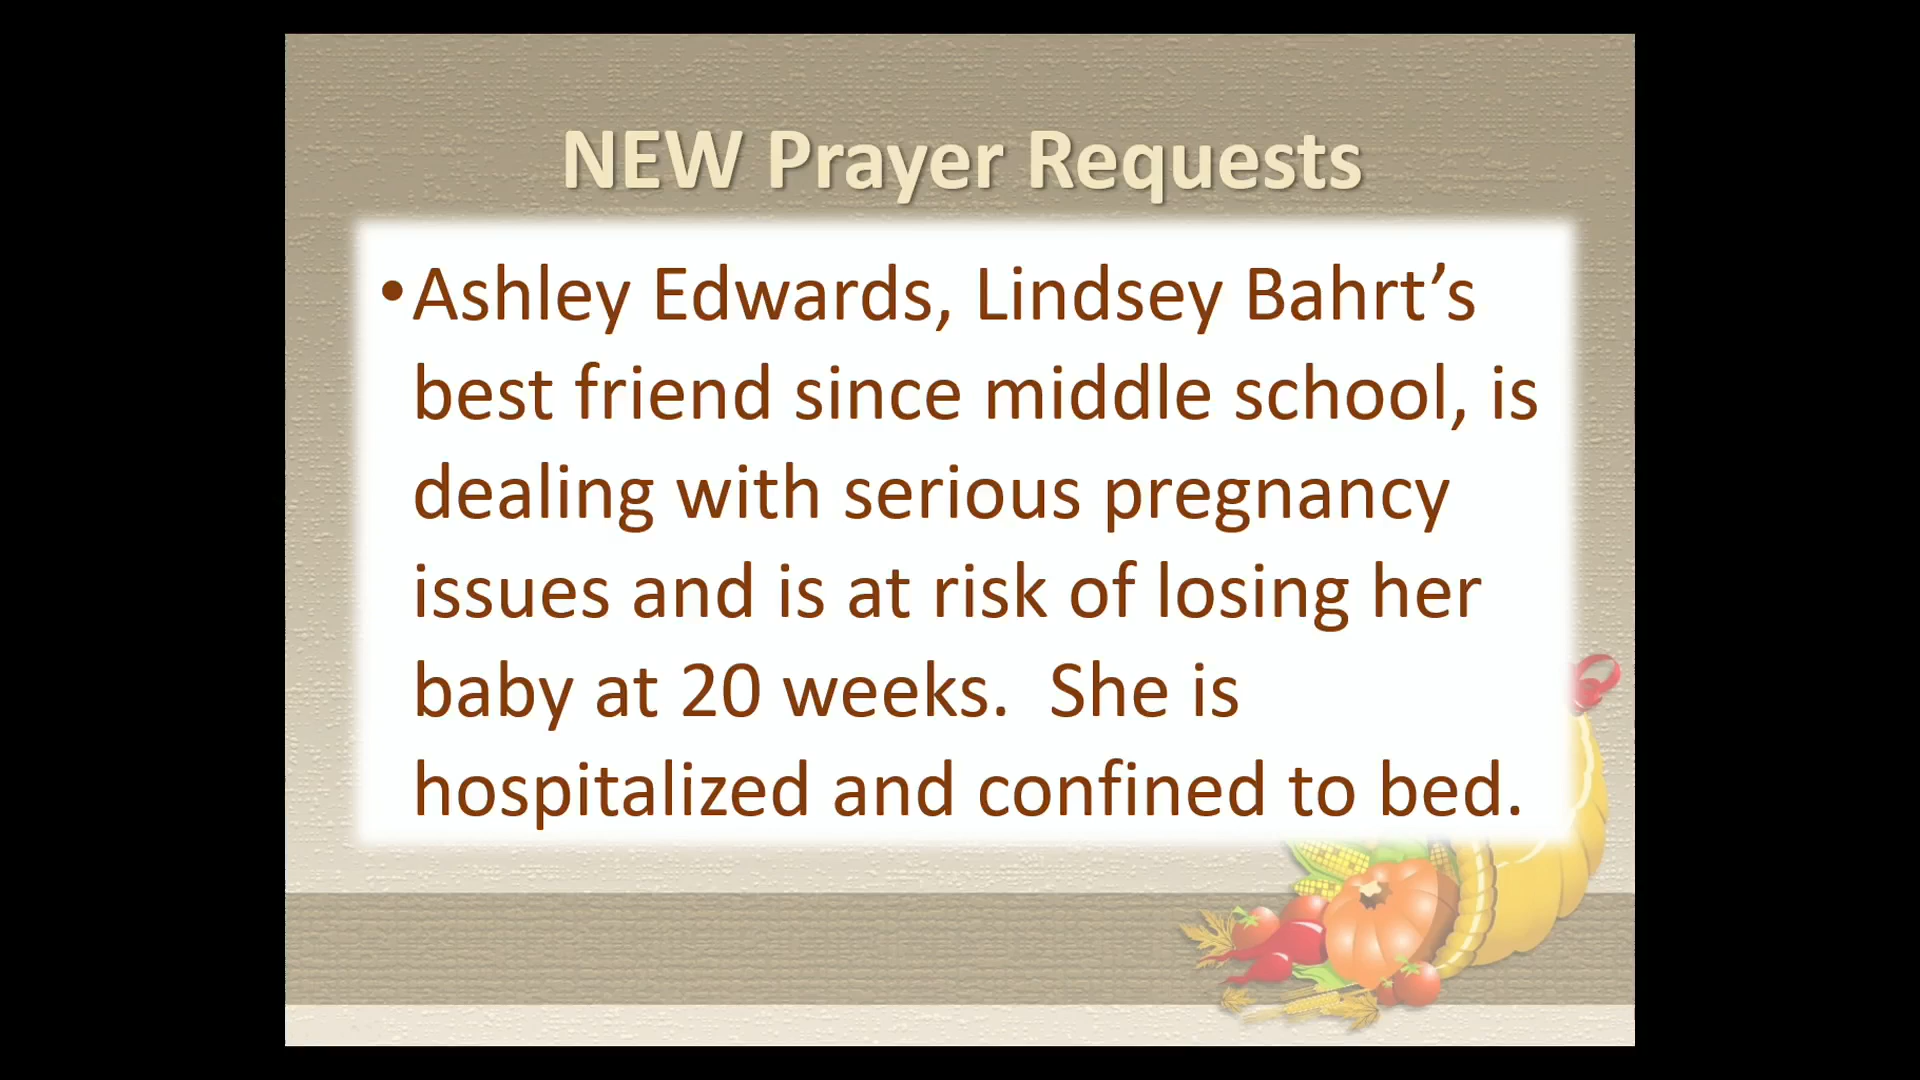 NEW Prayer Requests
•Ashley Edwards, Lindsey Bahrt’s
best friend since middle school, is
dealing with serious pregnancy
issues and is at risk of losing her
baby at 20 weeks.  She is
hospitalized and confined to bed.